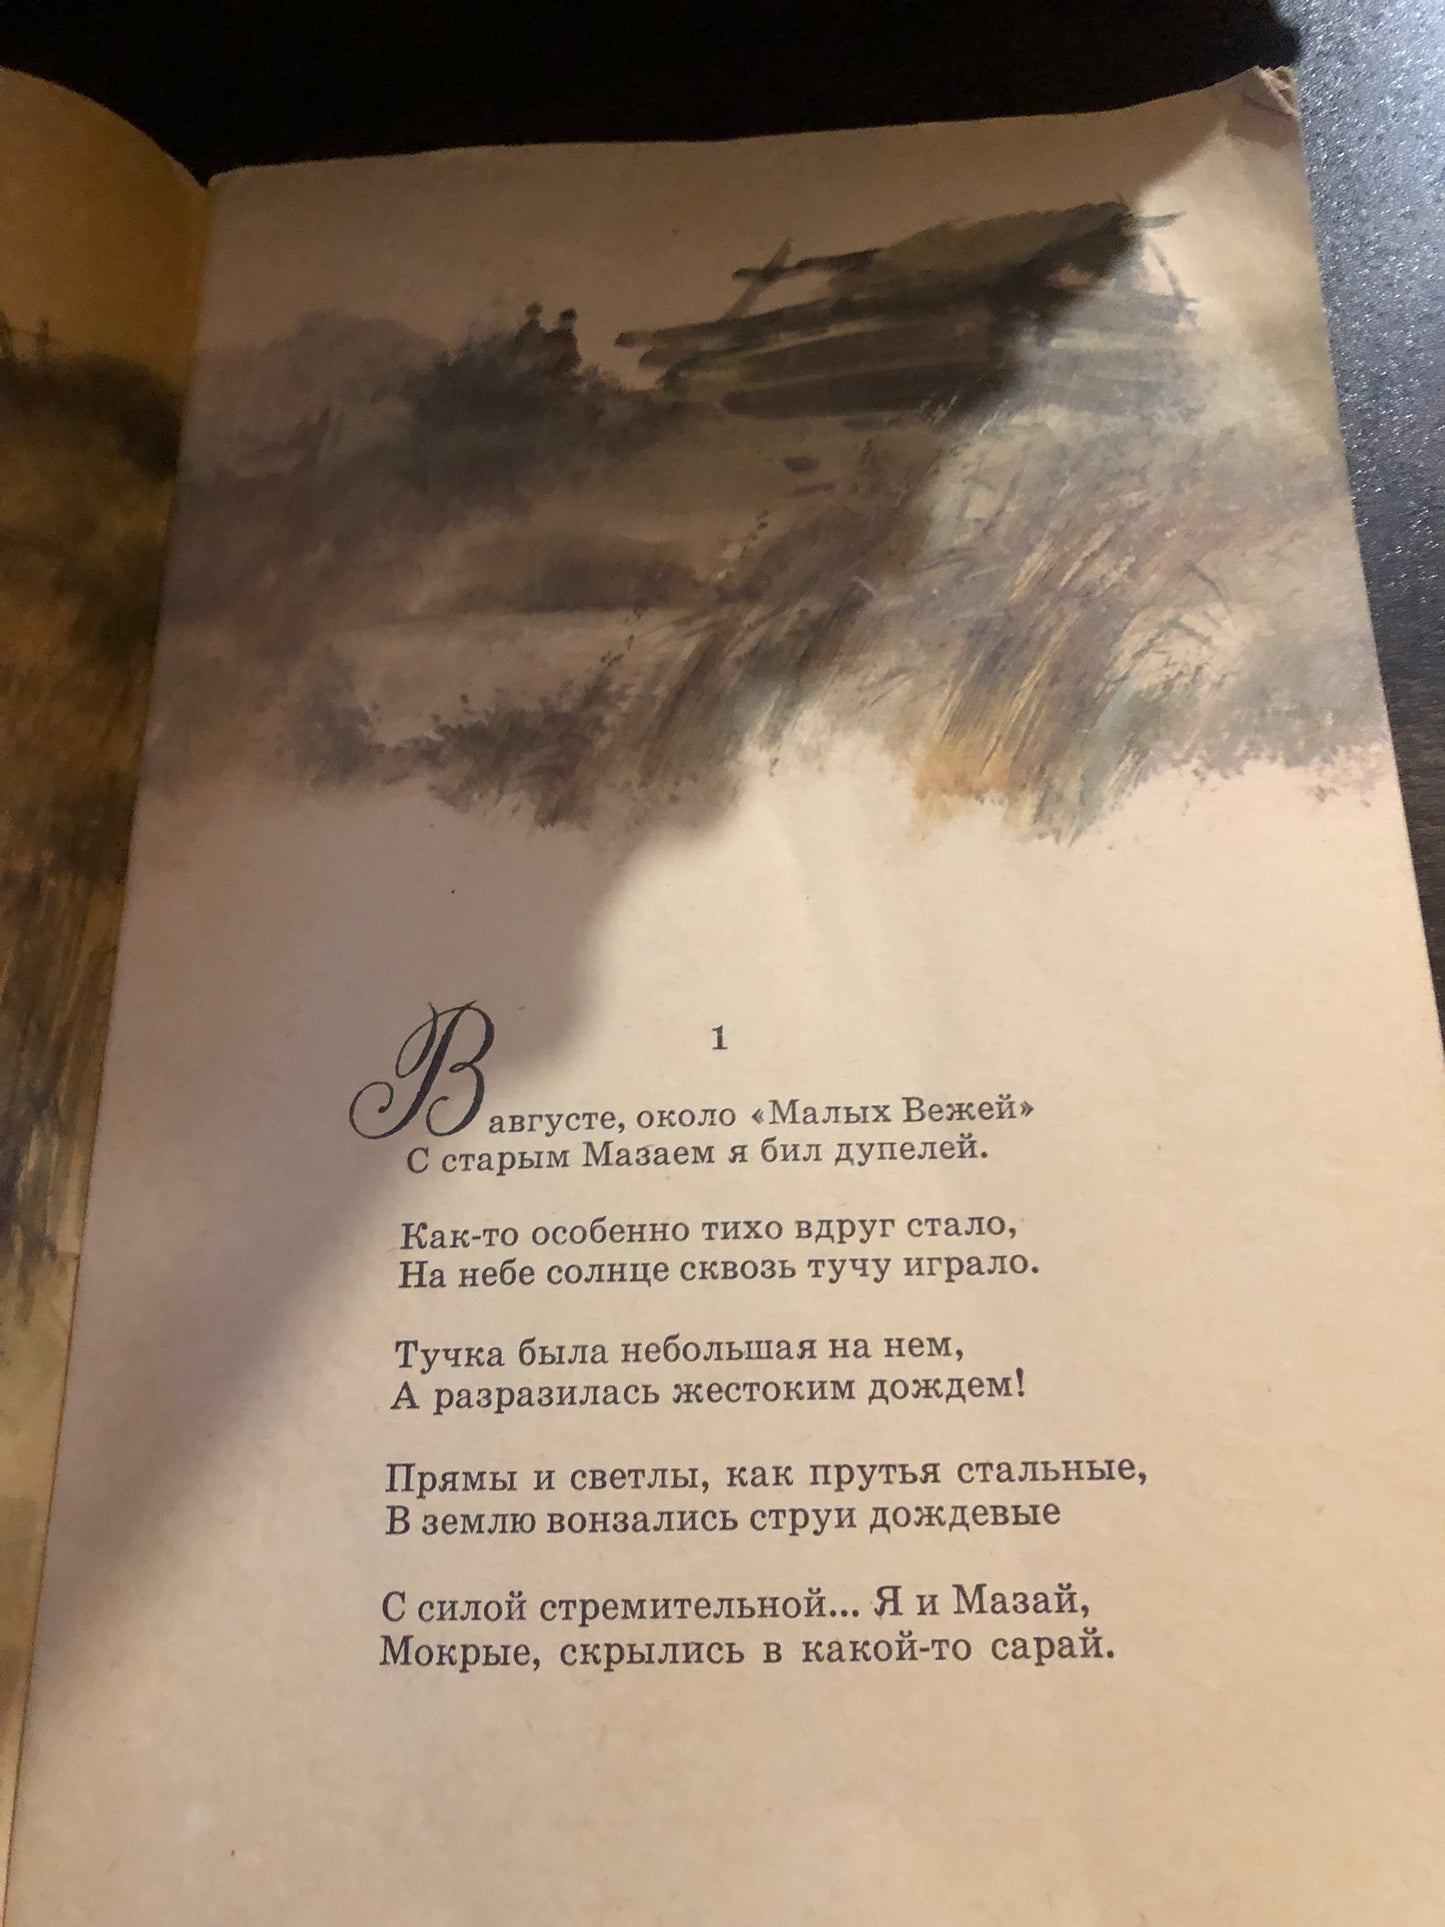 1
В августе, около «Малых Вежей»
С старым Мазаем я бил дупелей.
Как-то особенно тихо вдруг стало,
На небе солнце сквозь тучу играло.
Тучка была небольшая на нем,
А разразилась жестоким дождем!
Прямы и светлы, как прутья стальные,
В землю вонзались струи дождевые
С силой стремительной... Я и Мазай,
Мокрые, скрылись в какой-то сарай.